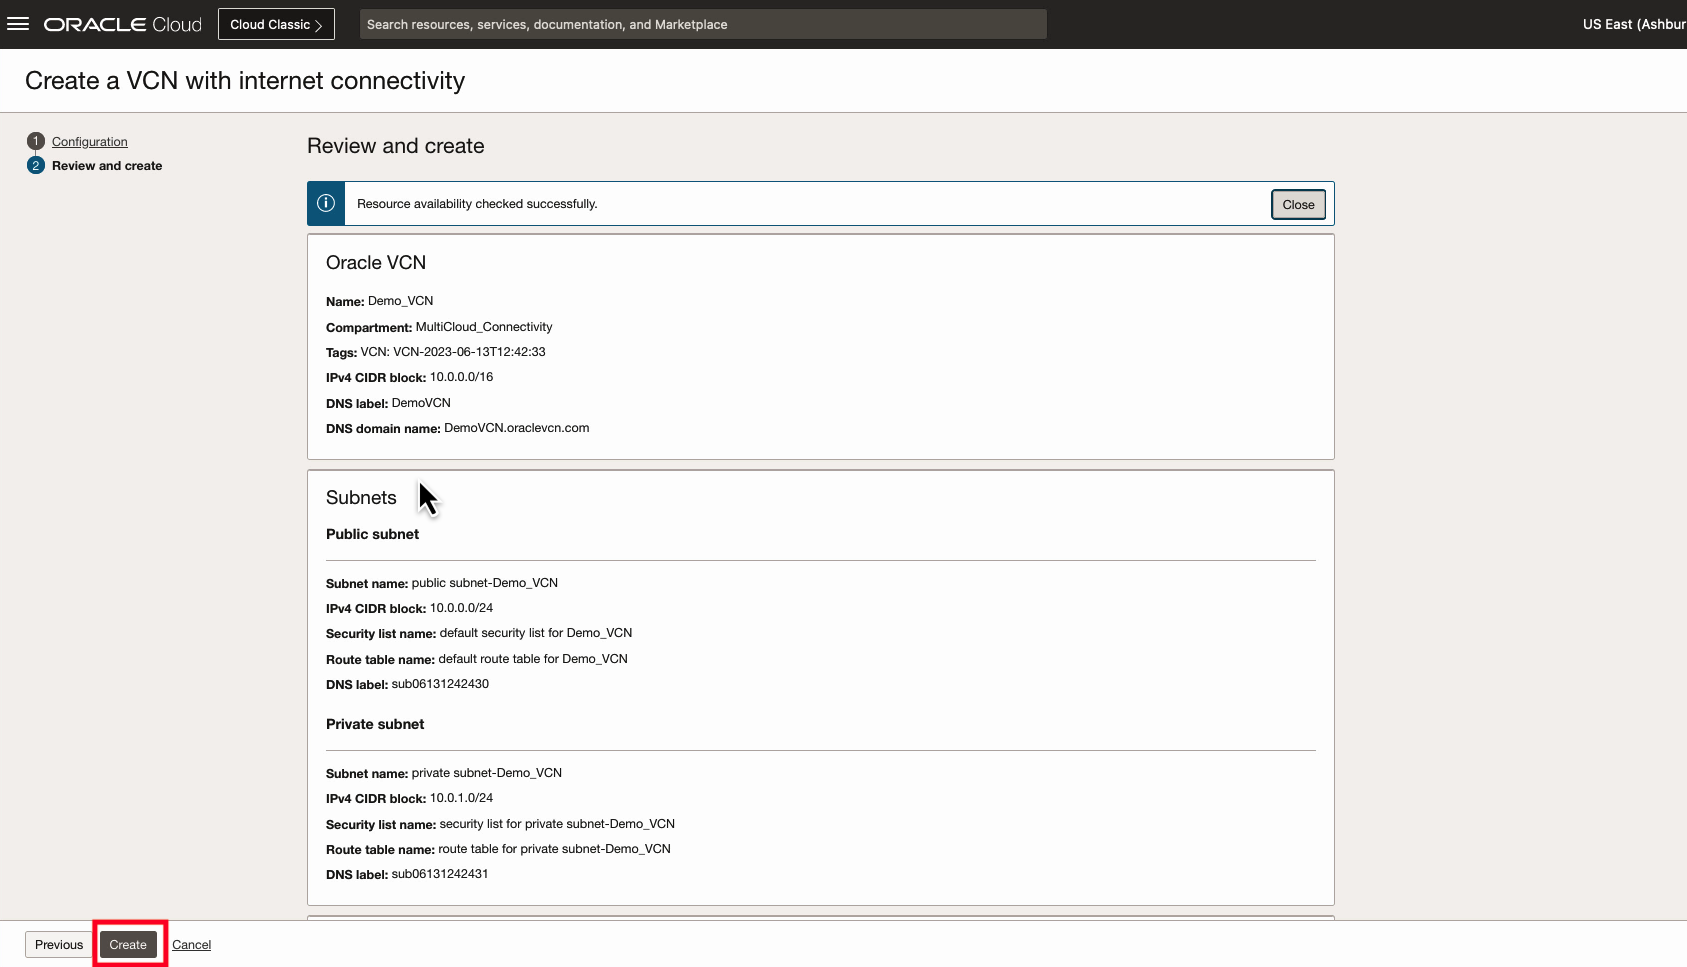 ORACLE Cloud
Cloud Classic >
Search resources, services, documentation, and Marketplace
US East (Ashbur
Create a VCN with internet connectivity
1 Configuration
2 Review and create
Review and create
Resource availability checked successfully.
Close
Oracle VCN
Name: Demo_VCN
Compartment: MultiCloud_Connectivity
Tags: VCN: VCN-2023-06-13T12:42:33
IPv4 CIDR block: 10.0.0.0/16
DNS label: DemoVCN
DNS domain name: DemoVCN.oraclevcn.com
Subnets
Public subnet
Subnet name: public subnet-Demo_VCN
IPv4 CIDR block: 10.0.0.0/24
Security list name: default security list for Demo_VCN
Route table name: default route table for Demo_VCN
DNS label: sub06131242430
Private subnet
Subnet name: private subnet-Demo_VCN
IPv4 CIDR block: 10.0.1.0/24
Security list name: security list for private subnet-Demo_VCN
Route table name: route table for private subnet-Demo_VCN
DNS label: sub06131242431
Previous
Create
Cancel